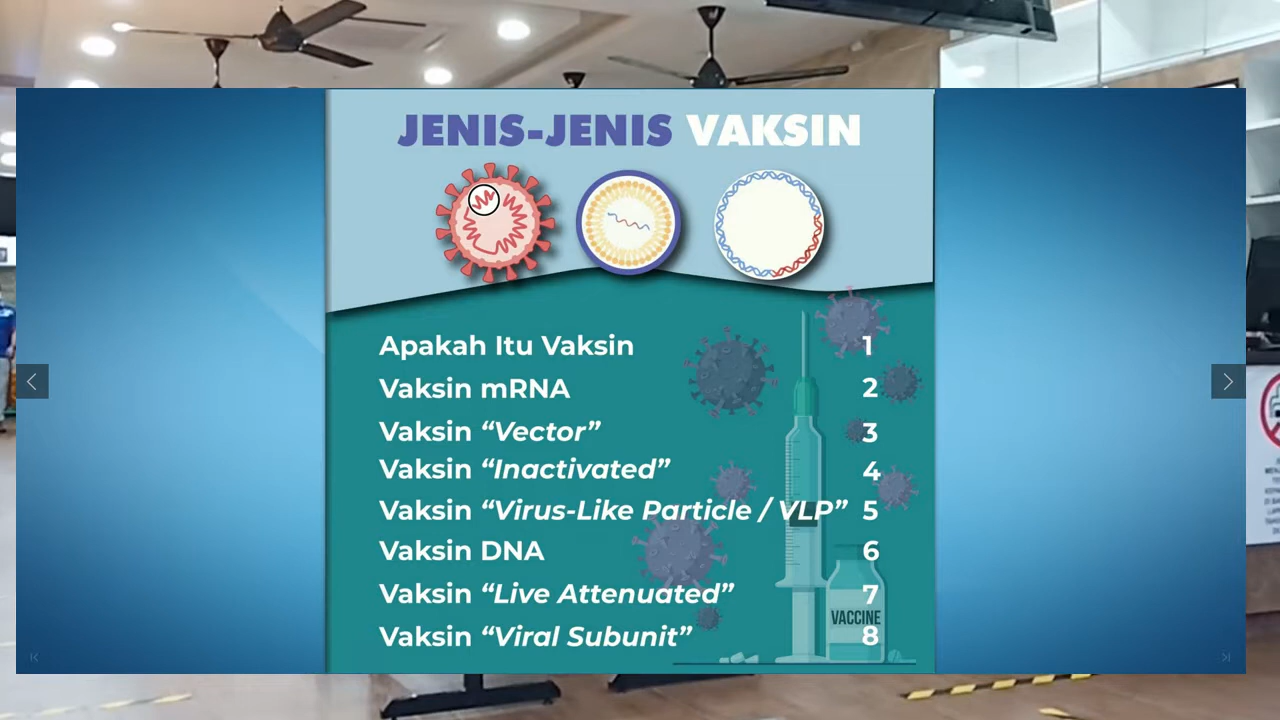 JENIS-JENIS VAKSIN
Apakah Itu Vaksin 1
Vaksin mRNA 2
Vaksin “Vector” 3
Vaksin “Inactivated” 4
Vaksin “Virus-Like Particle / VLP” 5
Vaksin DNA 6
Vaksin “Live Attenuated” 7
Vaksin “Viral Subunit” 8
VACCINE